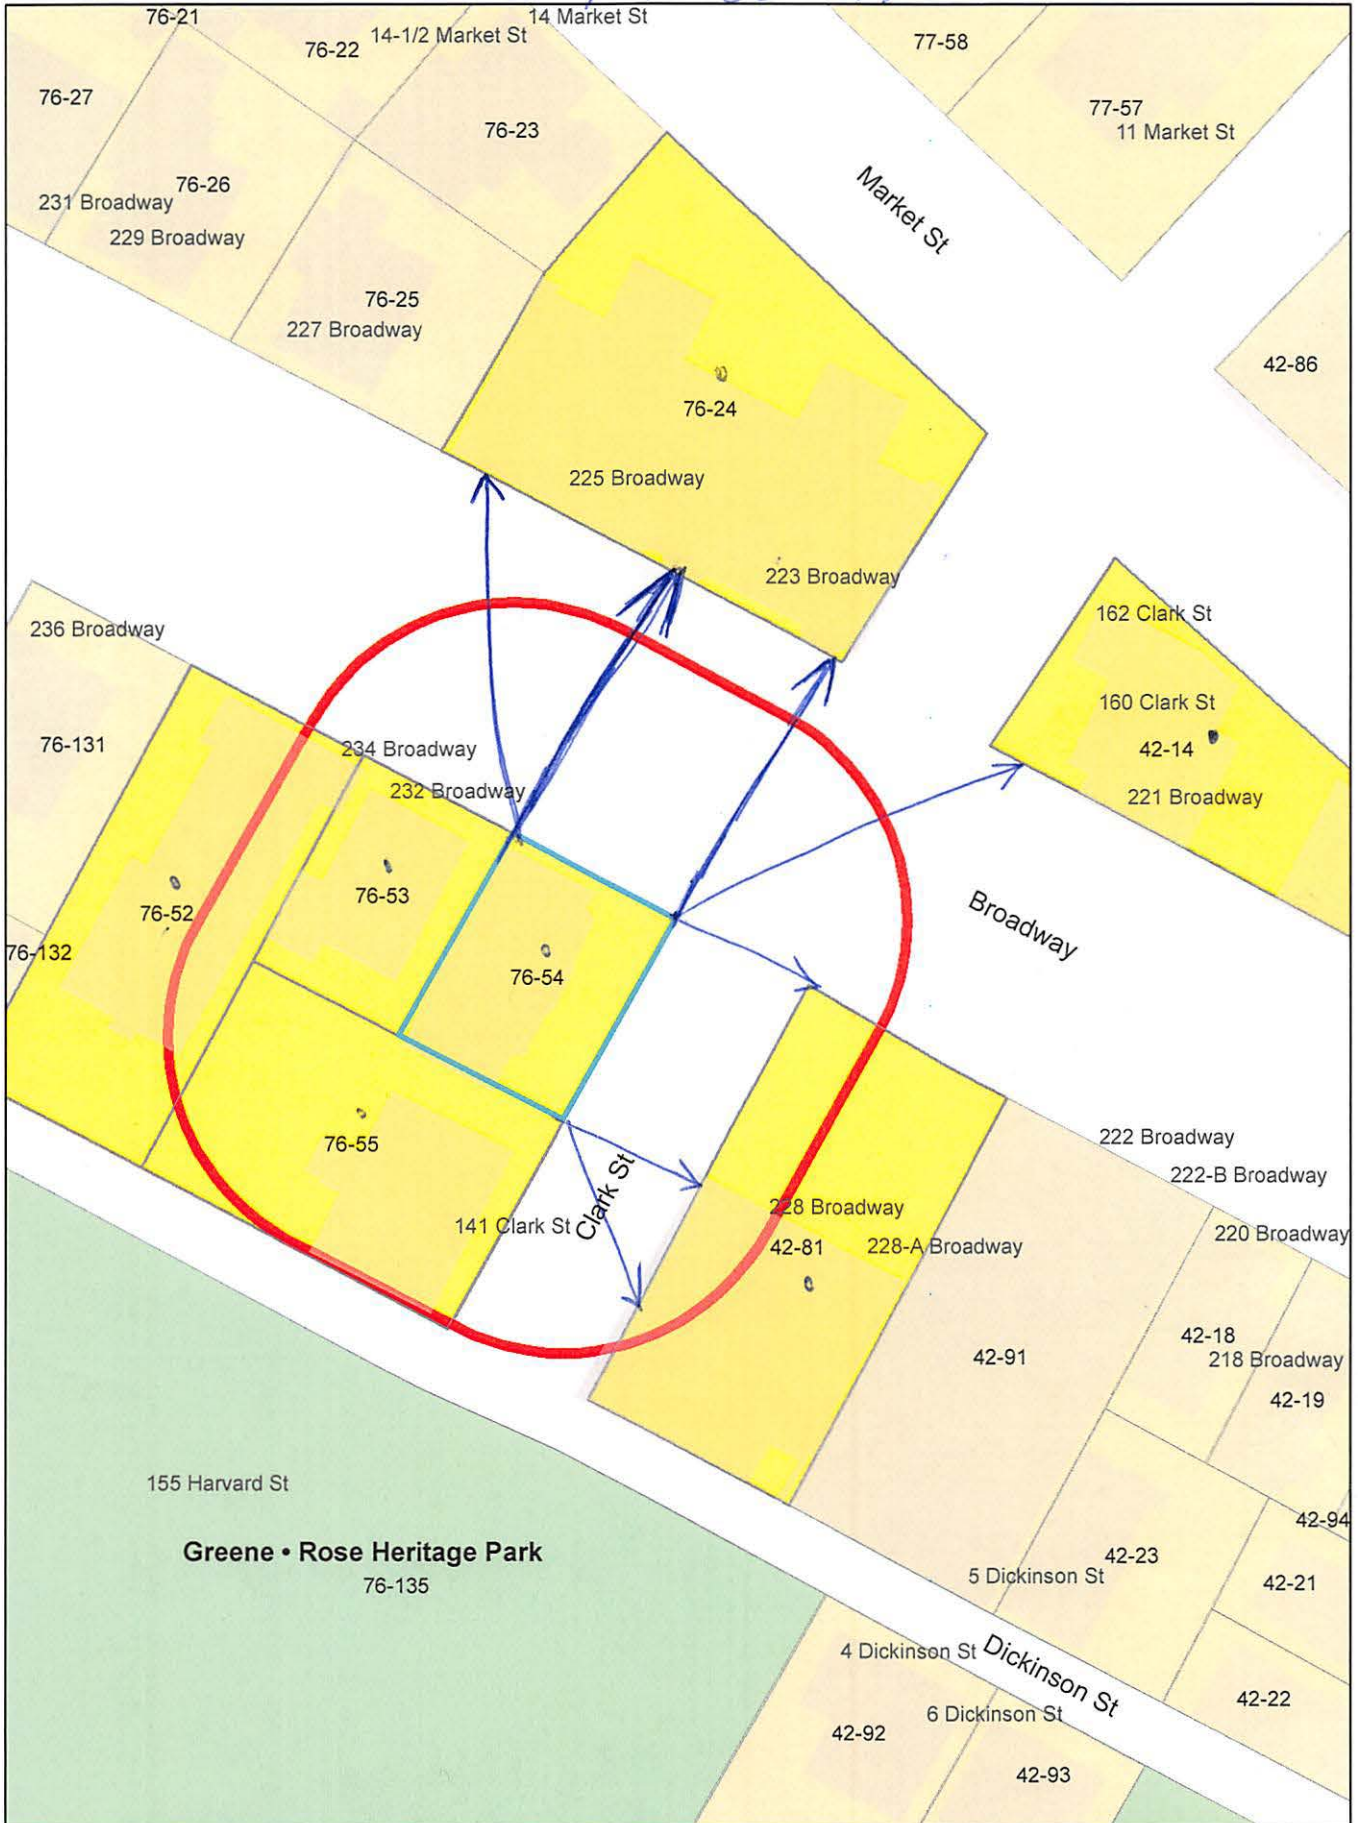 76-21
14 Market St
14-1/2 Market St
76-22
77-58
76-27
76-23
77-57
11 Market St
76-26
231 Broadway
229 Broadway
Market St
76-25
227 Broadway
42-86
76-24
225 Broadway
223 Broadway
236 Broadway
162 Clark St
160 Clark St
42-14
221 Broadway
76-131
234 Broadway
232 Broadway
76-53
76-52
Broadway
76-132
76-54
76-55
222 Broadway
222-B Broadway
141 Clark St
Clark St
228 Broadway
220 Broadway
42-81
228-A Broadway
42-18
218 Broadway
42-91
42-19
155 Harvard St
42-94
Greene • Rose Heritage Park
76-135
42-23
5 Dickinson St
42-21
4 Dickinson St
Dickinson St
42-22
6 Dickinson St
42-92
42-93